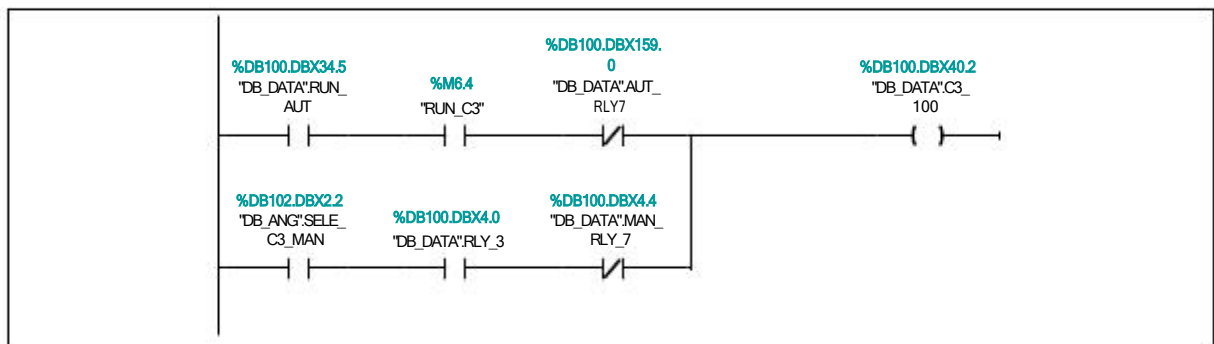 %DB100.DBX34.5
"DB_DATA".RUN_
AUT
%M6.4
"RUN_C3"
%DB100.DBX159.
0
"DB_DATA".AUT_
RLY7
%DB100.DBX40.2
"DB_DATA".C3_
100
%DB102.DBX2.2
"DB_ANG".SELE_
C3_MAN
%DB100.DBX4.0
"DB_DATA".RLY_3
%DB100.DBX4.4
"DB_DATA".MAN_
RLY_7